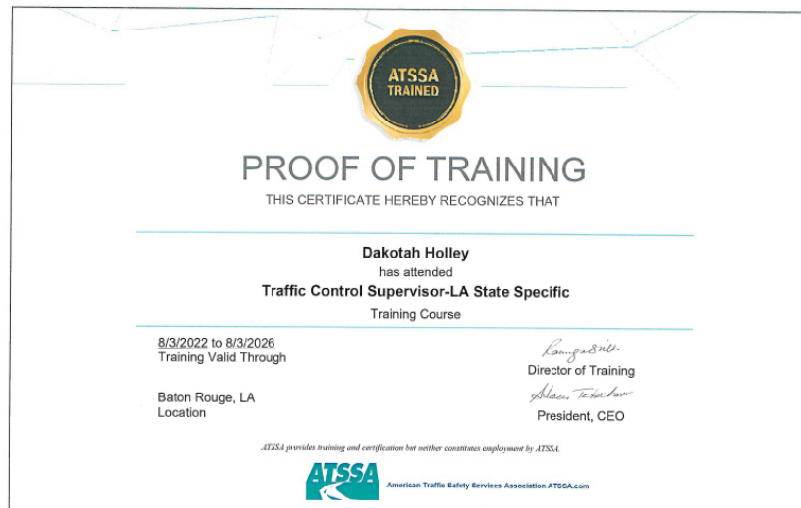 ATSSA
TRAINED
PROOF OF TRAINING
THIS CERTIFICATE HEREBY RECOGNIZES THAT
Dakotah Holley
has attended
Traffic Control Supervisor-LA State Specific
Training Course
8/3/2022 to 8/3/2026
Training Valid Through
Director of Training
Baton Rouge, LA
Location
President, CEO
ATSSA provides training and certification but neither constitutes employment by ATSSA.
ATSSA
American Traffic Safety Services Association ATSSA.com